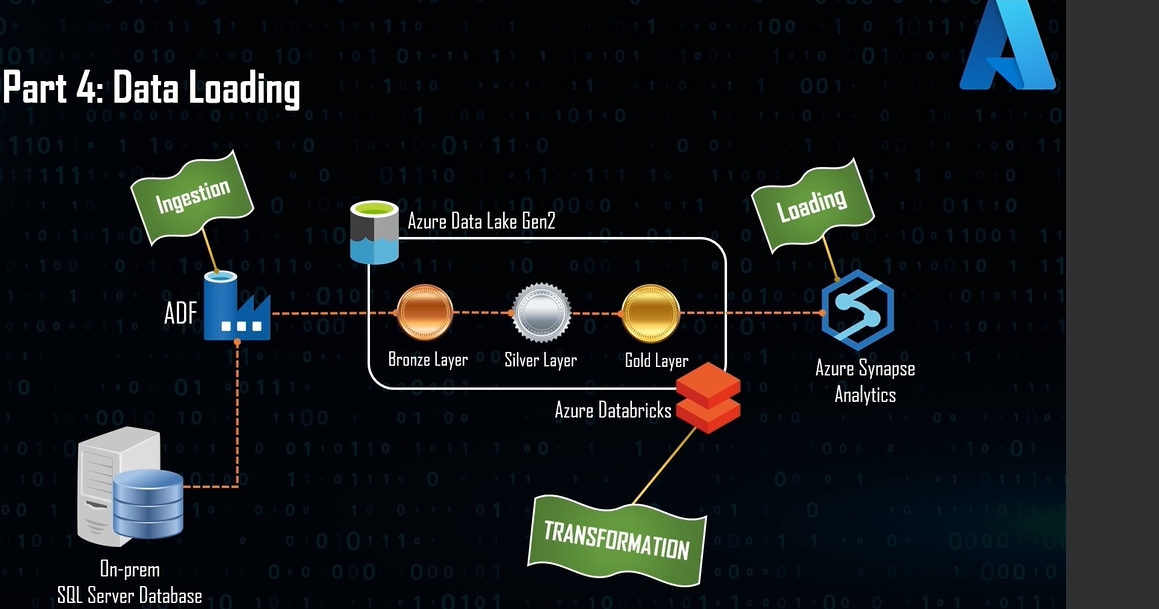 Part 4: Data Loading
Ingestion
Loading
Azure Data Lake Gen2
ADF
Bronze Layer
Silver Layer
Gold Layer
Azure Synapse
Analytics
Azure Databricks
TRANSFORMATION
On-prem
SQL Server Database